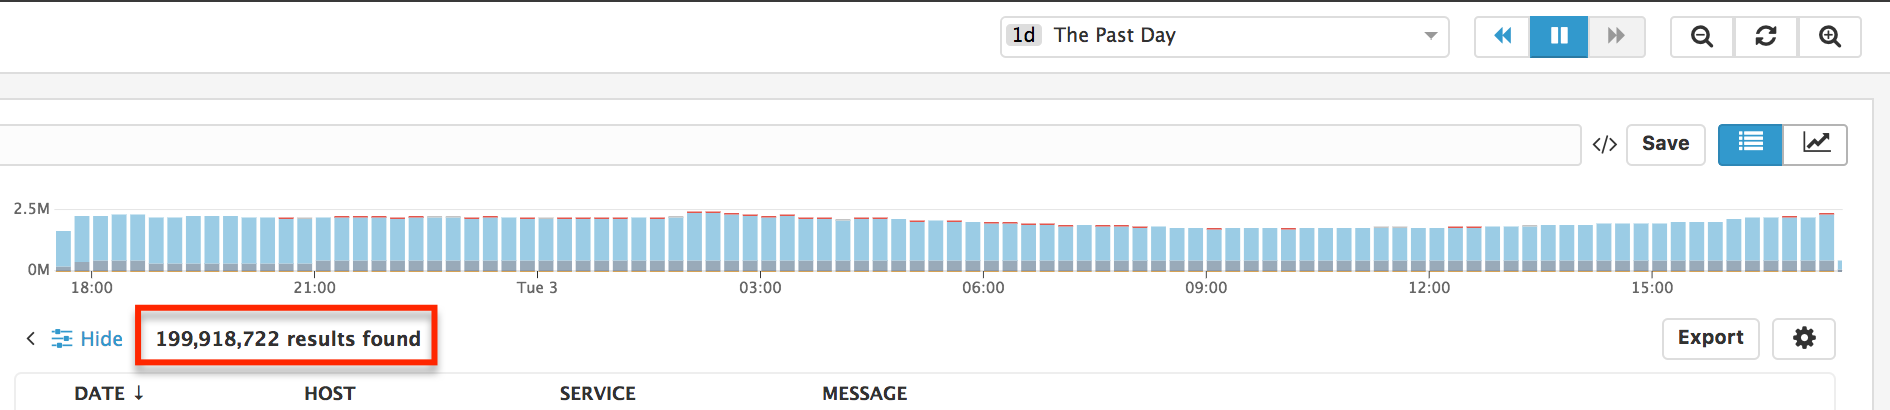 1d The Past Day
</> Save
2.5M
0M
18:00 21:00 Tue 3 03:00 06:00 09:00 12:00 15:00
Hide 199,918,722 results found Export
DATE ↓ HOST SERVICE MESSAGE